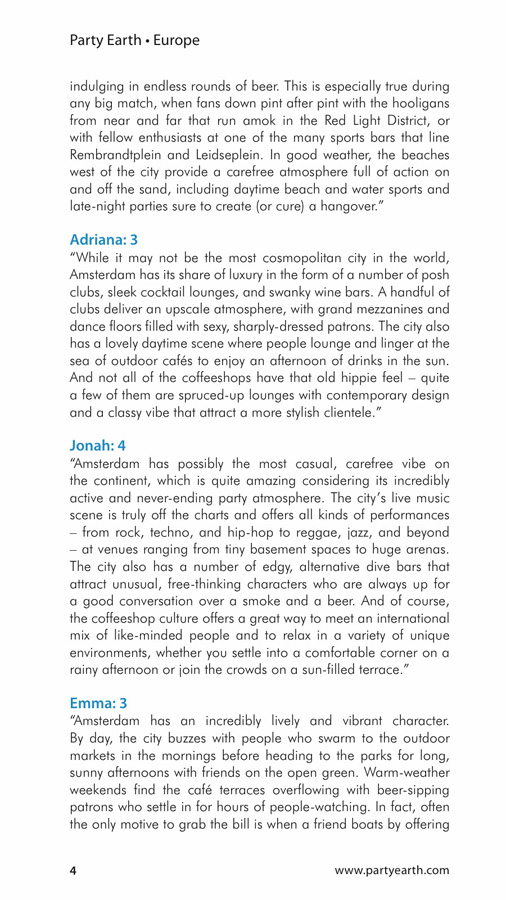 Party Earth • Europe
indulging in endless rounds of beer. This is especially true during
any big match, when fans down pint after pint with the hooligans
from near and far that run amok in the Red Light District, or
with fellow enthusiasts at one of the many sports bars that line
Rembrandtplein and Leidseplein. In good weather, the beaches
west of the city provide a carefree atmosphere full of action on
and off the sand, including daytime beach and water sports and
late-night parties sure to create (or cure) a hangover.”
Adriana: 3
“While it may not be the most cosmopolitan city in the world,
Amsterdam has its share of luxury in the form of a number of posh
clubs, sleek cocktail lounges, and swanky wine bars. A handful of
clubs deliver an upscale atmosphere, with grand mezzanines and
dance floors filled with sexy, sharply-dressed patrons. The city also
has a lovely daytime scene where people lounge and linger at the
sea of outdoor cafés to enjoy an afternoon of drinks in the sun.
And not all of the coffeeshops have that old hippie feel – quite
a few of them are spruced-up lounges with contemporary design
and a classy vibe that attract a more stylish clientele.”
Jonah: 4
“Amsterdam has possibly the most casual, carefree vibe on
the continent, which is quite amazing considering its incredibly
active and never-ending party atmosphere. The city’s live music
scene is truly off the charts and offers all kinds of performances
– from rock, techno, and hip-hop to reggae, jazz, and beyond
– at venues ranging from tiny basement spaces to huge arenas.
The city also has a number of edgy, alternative dive bars that
attract unusual, free-thinking characters who are always up for
a good conversation over a smoke and a beer. And of course,
the coffeeshop culture offers a great way to meet an international
mix of like-minded people and to relax in a variety of unique
environments, whether you settle into a comfortable corner on a
rainy afternoon or join the crowds on a sun-filled terrace.”
Emma: 3
“Amsterdam has an incredibly lively and vibrant character.
By day, the city buzzes with people who swarm to the outdoor
markets in the mornings before heading to the parks for long,
sunny afternoons with friends on the open green. Warm-weather
weekends find the café terraces overflowing with beer-sipping
patrons who settle in for hours of people-watching. In fact, often
the only motive to grab the bill is when a friend boats by offering
4
www.partyearth.com